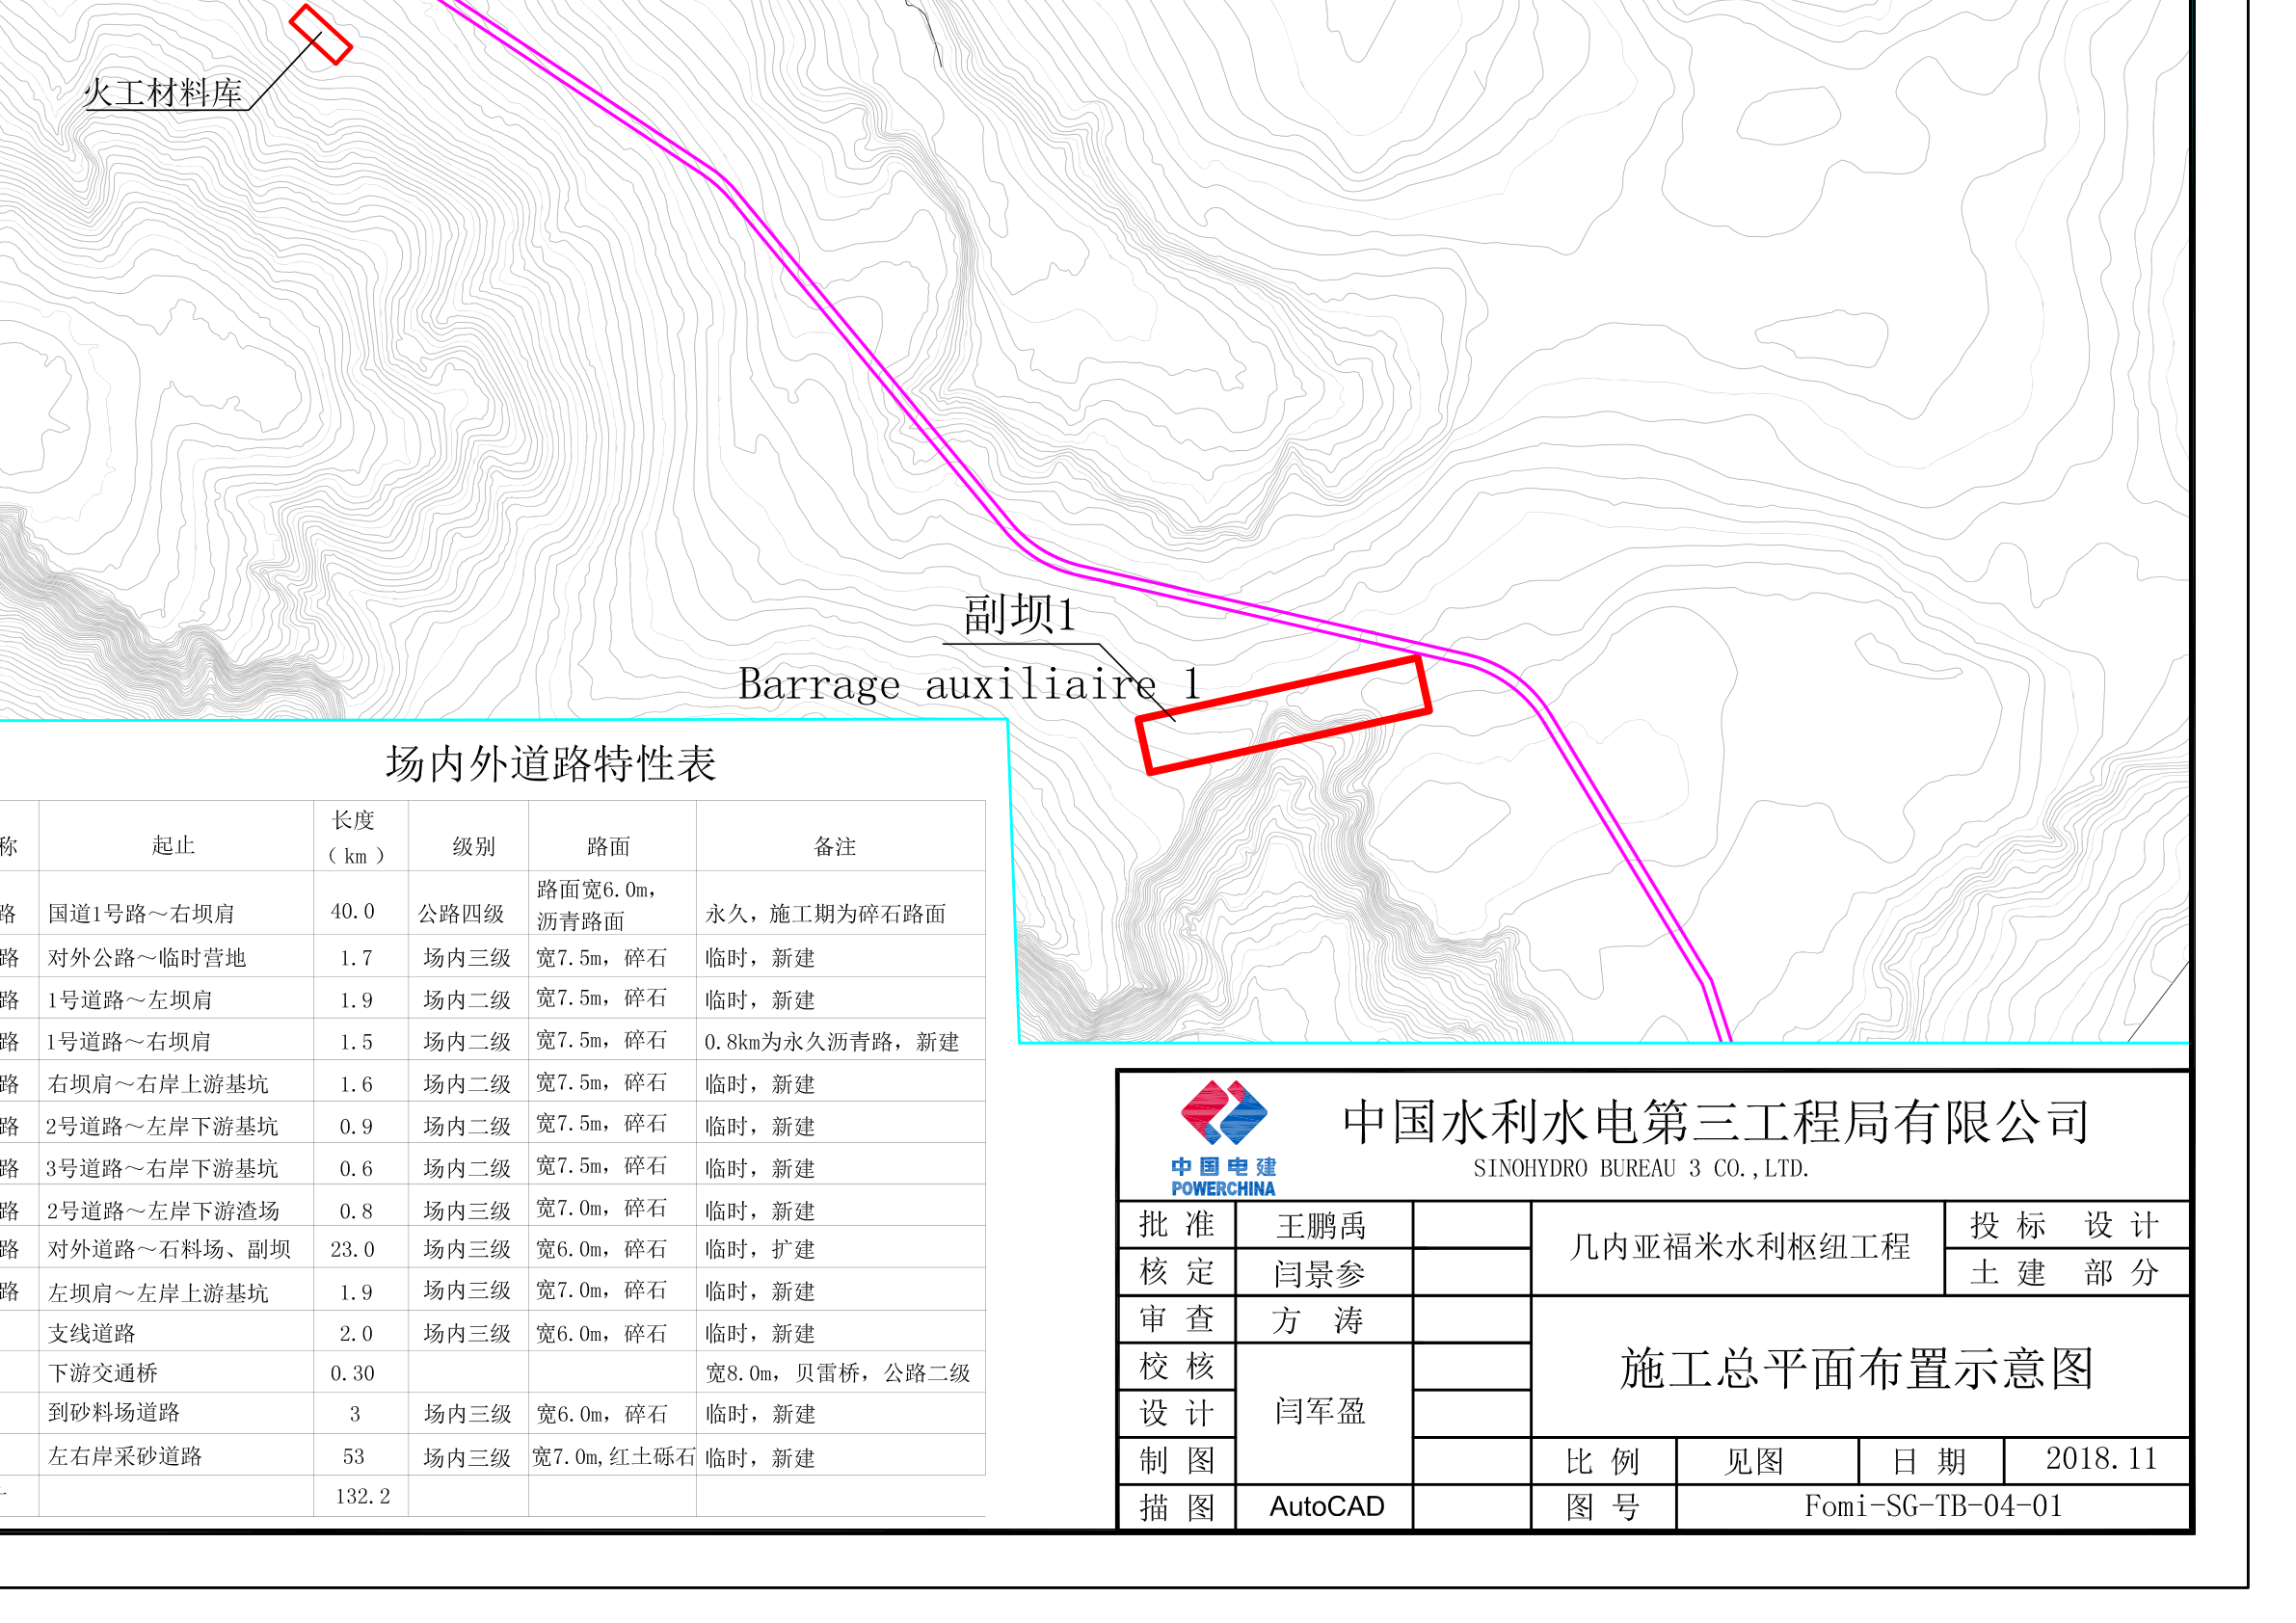 火工材料库
副坝1
Barrage auxiliaire 1
场内外道路特性表
称 起止 长度（km） 级别 路面 备注
路 国道1号路～右坝肩 40.0 公路四级 路面宽6.0m，沥青路面 永久，施工期为碎石路面
路 对外公路～临时营地 1.7 场内三级 宽7.5m，碎石 临时，新建
路 1号道路～左坝肩 1.9 场内二级 宽7.5m，碎石 临时，新建
路 1号道路～右坝肩 1.5 场内二级 宽7.5m，碎石 0.8km为永久沥青路，新建
路 右坝肩～右岸上游基坑 1.6 场内二级 宽7.5m，碎石 临时，新建
路 2号道路～左岸下游基坑 0.9 场内二级 宽7.5m，碎石 临时，新建
路 3号道路～右岸下游基坑 0.6 场内二级 宽7.5m，碎石 临时，新建
路 2号道路～左岸下游渣场 0.8 场内三级 宽7.0m，碎石 临时，新建
路 对外道路～石料场、副坝 23.0 场内三级 宽6.0m，碎石 临时，扩建
路 左坝肩～左岸上游基坑 1.9 场内三级 宽7.0m，碎石 临时，新建
支线道路 2.0 场内三级 宽6.0m，碎石 临时，新建
下游交通桥 0.30 宽8.0m，贝雷桥，公路二级
到砂料场道路 3 场内三级 宽6.0m，碎石 临时，新建
左右岸采砂道路 53 场内三级 宽7.0m,红土砾石 临时，新建
132.2
中国电建
POWERCHINA
中国水利水电第三工程局有限公司
SINOHYDRO BUREAU 3 CO.,LTD.
批 准 王鹏禹 几内亚福米水利枢纽工程 投 标 设 计
核 定 闫景参 土 建 部 分
审 查 方 涛
校 核 闫军盈 施工总平面布置示意图
设 计
制 图 比 例 见图 日 期 2018.11
描 图 AutoCAD 图 号 Fomi-SG-TB-04-01